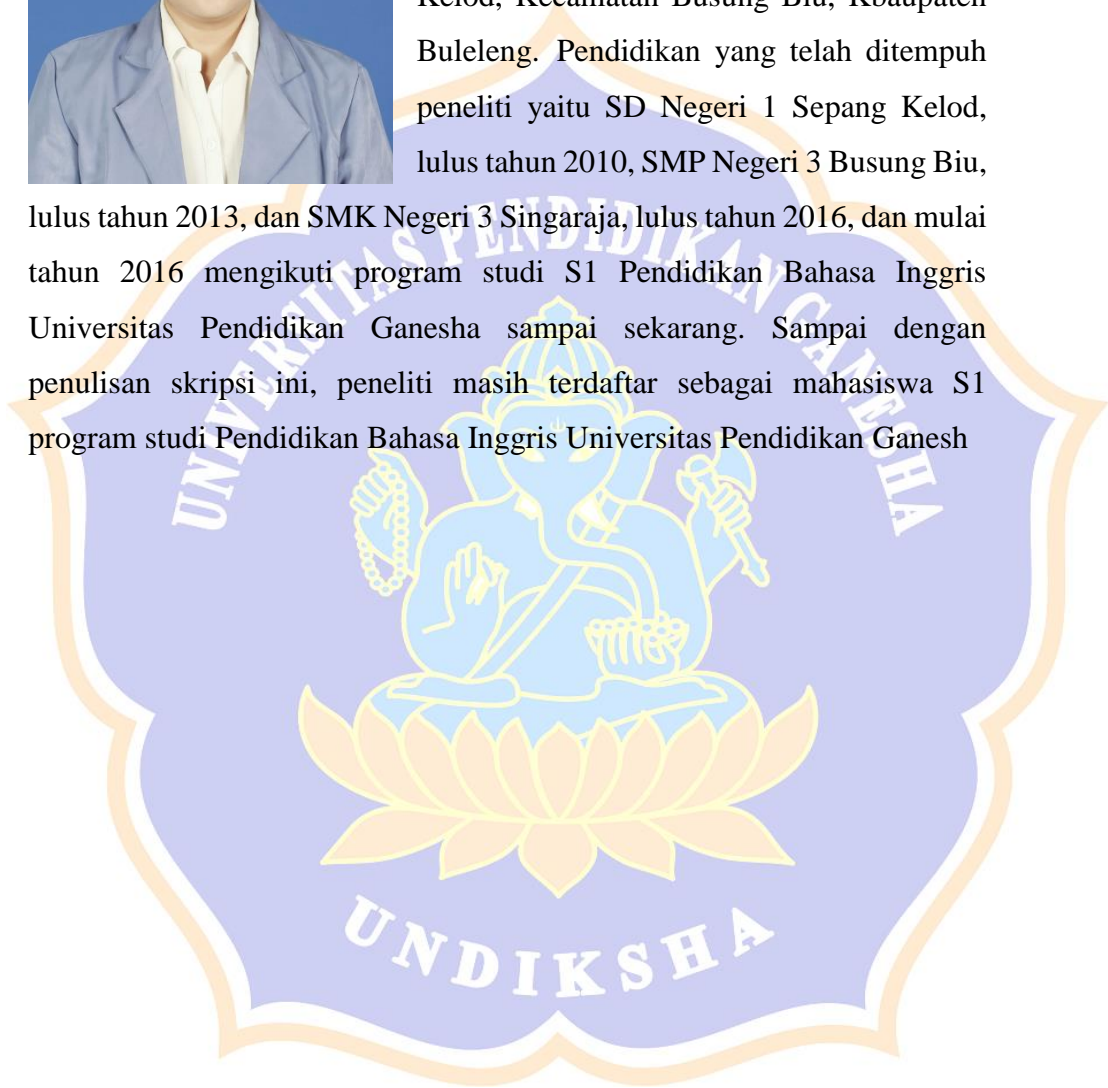 Kelod, Kecamatan Busung Biu, Kbaupaten
Buleleng. Pendidikan yang telah ditempuh
peneliti yaitu SD Negeri 1 Sepang Kelod,
lulus tahun 2010, SMP Negeri 3 Busung Biu,
lulus tahun 2013, dan SMK Negeri 3 Singaraja, lulus tahun 2016, dan mulai
tahun 2016 mengikuti program studi S1 Pendidikan Bahasa Inggris
Universitas Pendidikan Ganesha sampai sekarang. Sampai dengan
penulisan skripsi ini, peneliti masih terdaftar sebagai mahasiswa S1
program studi Pendidikan Bahasa Inggris Universitas Pendidikan Ganesh
UNIVERSITAS PENDIDIKAN GANESHA
UNDIKSHA